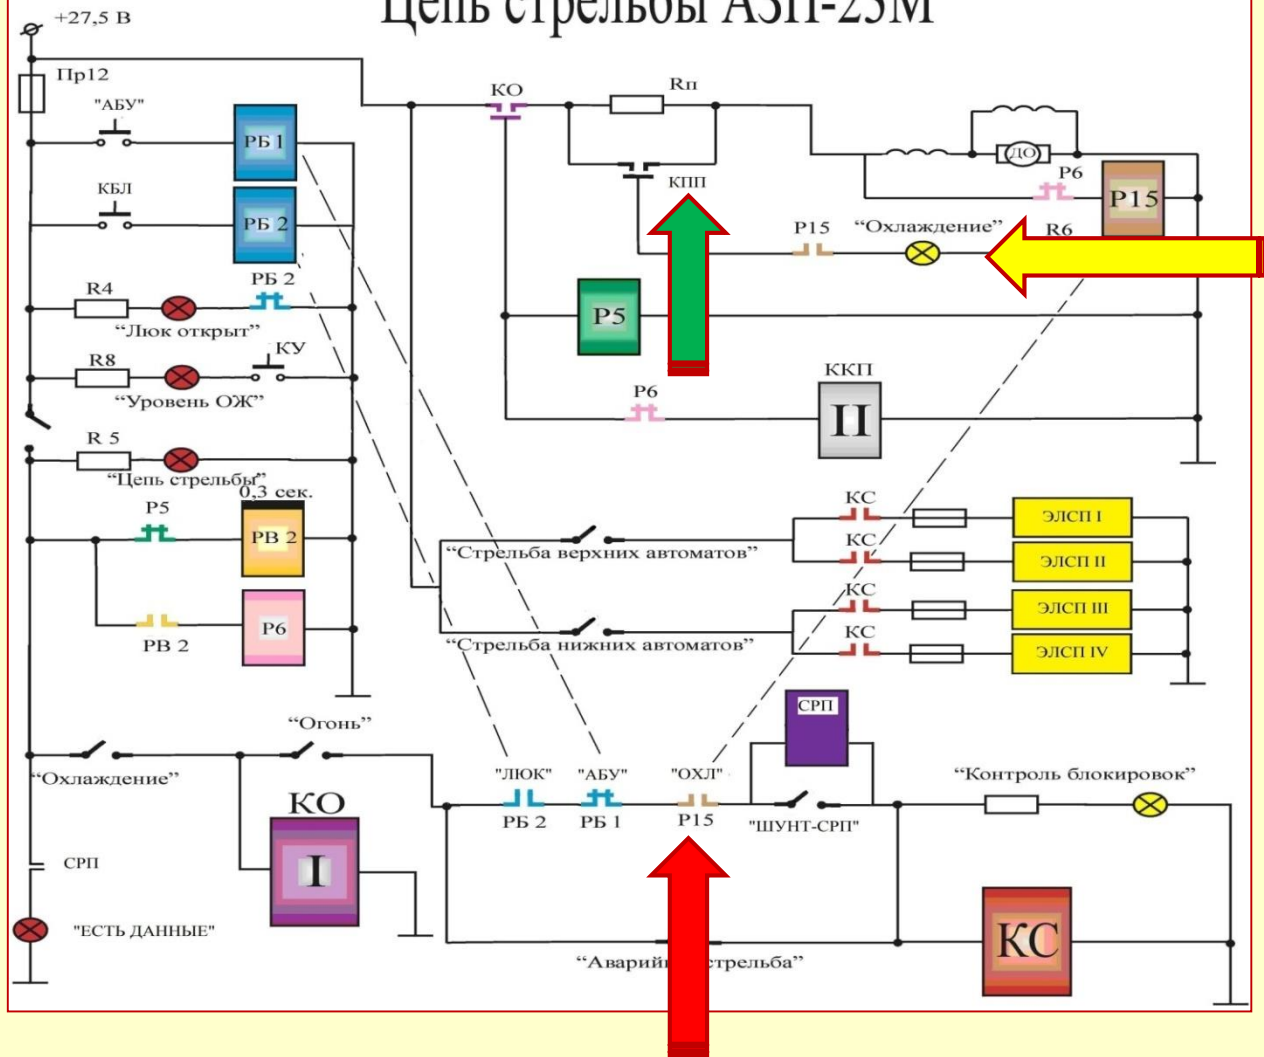 Цепь стрельбы АЗП-23М
+27,5 В
Пр12
"АБУ"
РБ 1
КБЛ
РБ 2
R4
РБ 2
“Люк открыт”
R8
КУ
“Уровень ОЖ”
R 5
“Цепь стрельбы”
0,3 сек.
Р5
РВ 2
РВ 2
Р6
КО
Rп
КПП
ДО
Р6
Р15
Р15
“Охлаждение”
R6
Р5
Р6
ККП
II
“Стрельба верхних автоматов”
“Стрельба нижних автоматов”
КС
ЭЛСП I
КС
ЭЛСП II
КС
ЭЛСП III
КС
ЭЛСП IV
“Огонь”
“Охлаждение”
КО
I
СРП
"ЕСТЬ ДАННЫЕ"
"ЛЮК"
РБ 2
"АБУ"
РБ 1
"ОХЛ"
Р15
СРП
"ШУНТ-СРП"
“Контроль блокировок”
КС
“Аварий
стрельба”